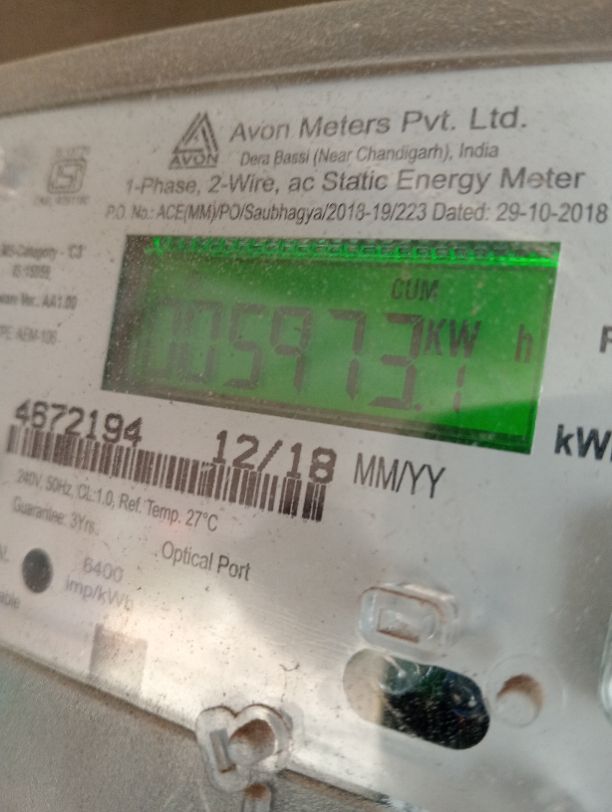 AVON
Avon Meters Pvt. Ltd.
Dera Bassi (Near Chandigarh), India
1-Phase, 2-Wire, ac Static Energy Meter
P.O. No.: ACE(MM)/PO/Saubhagya/2018-19/223 Dated: 29-10-2018
CUM
005973.1 KW h
4672194 12/18 MM/YY
240V, 50Hz, CL:1.0, Ref. Temp. 27°C
Guarantee: 3Yrs.
Optical Port
6400
imp/kWh